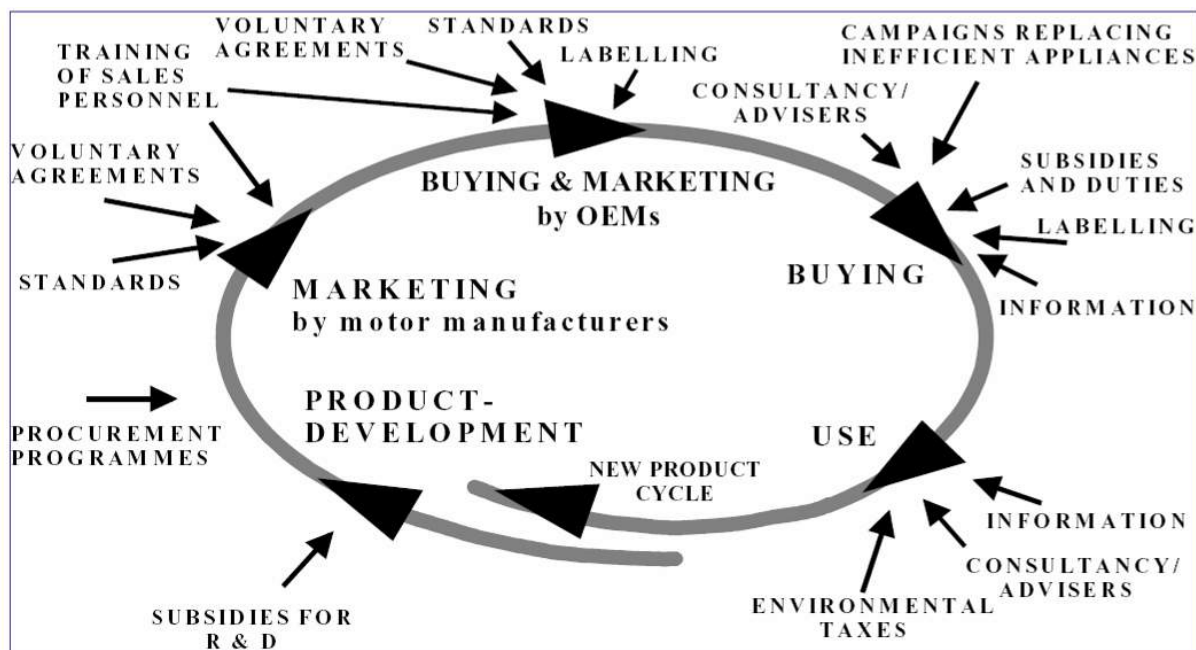 VOLUNTARY
AGREEMENTS
STANDARDS
LABELLING
CAMPAIGNS REPLACING
INEFFICIENT APPLIANCES
TRAINING
OF SALES
PERSONNEL
CONSULTANCY/
ADVISERS
VOLUNTARY
AGREEMENTS
SUBSIDIES
AND DUTIES
BUYING & MARKETING
by OEMs
LABELLING
STANDARDS
BUYING
MARKETING
by motor manufacturers
INFORMATION
PRODUCT-
DEVELOPMENT
PROCUREMENT
PROGRAMMES
USE
NEW PRODUCT
CYCLE
INFORMATION
CONSULTANCY/
ADVISERS
ENVIRONMENTAL
TAXES
SUBSIDIES FOR
R & D